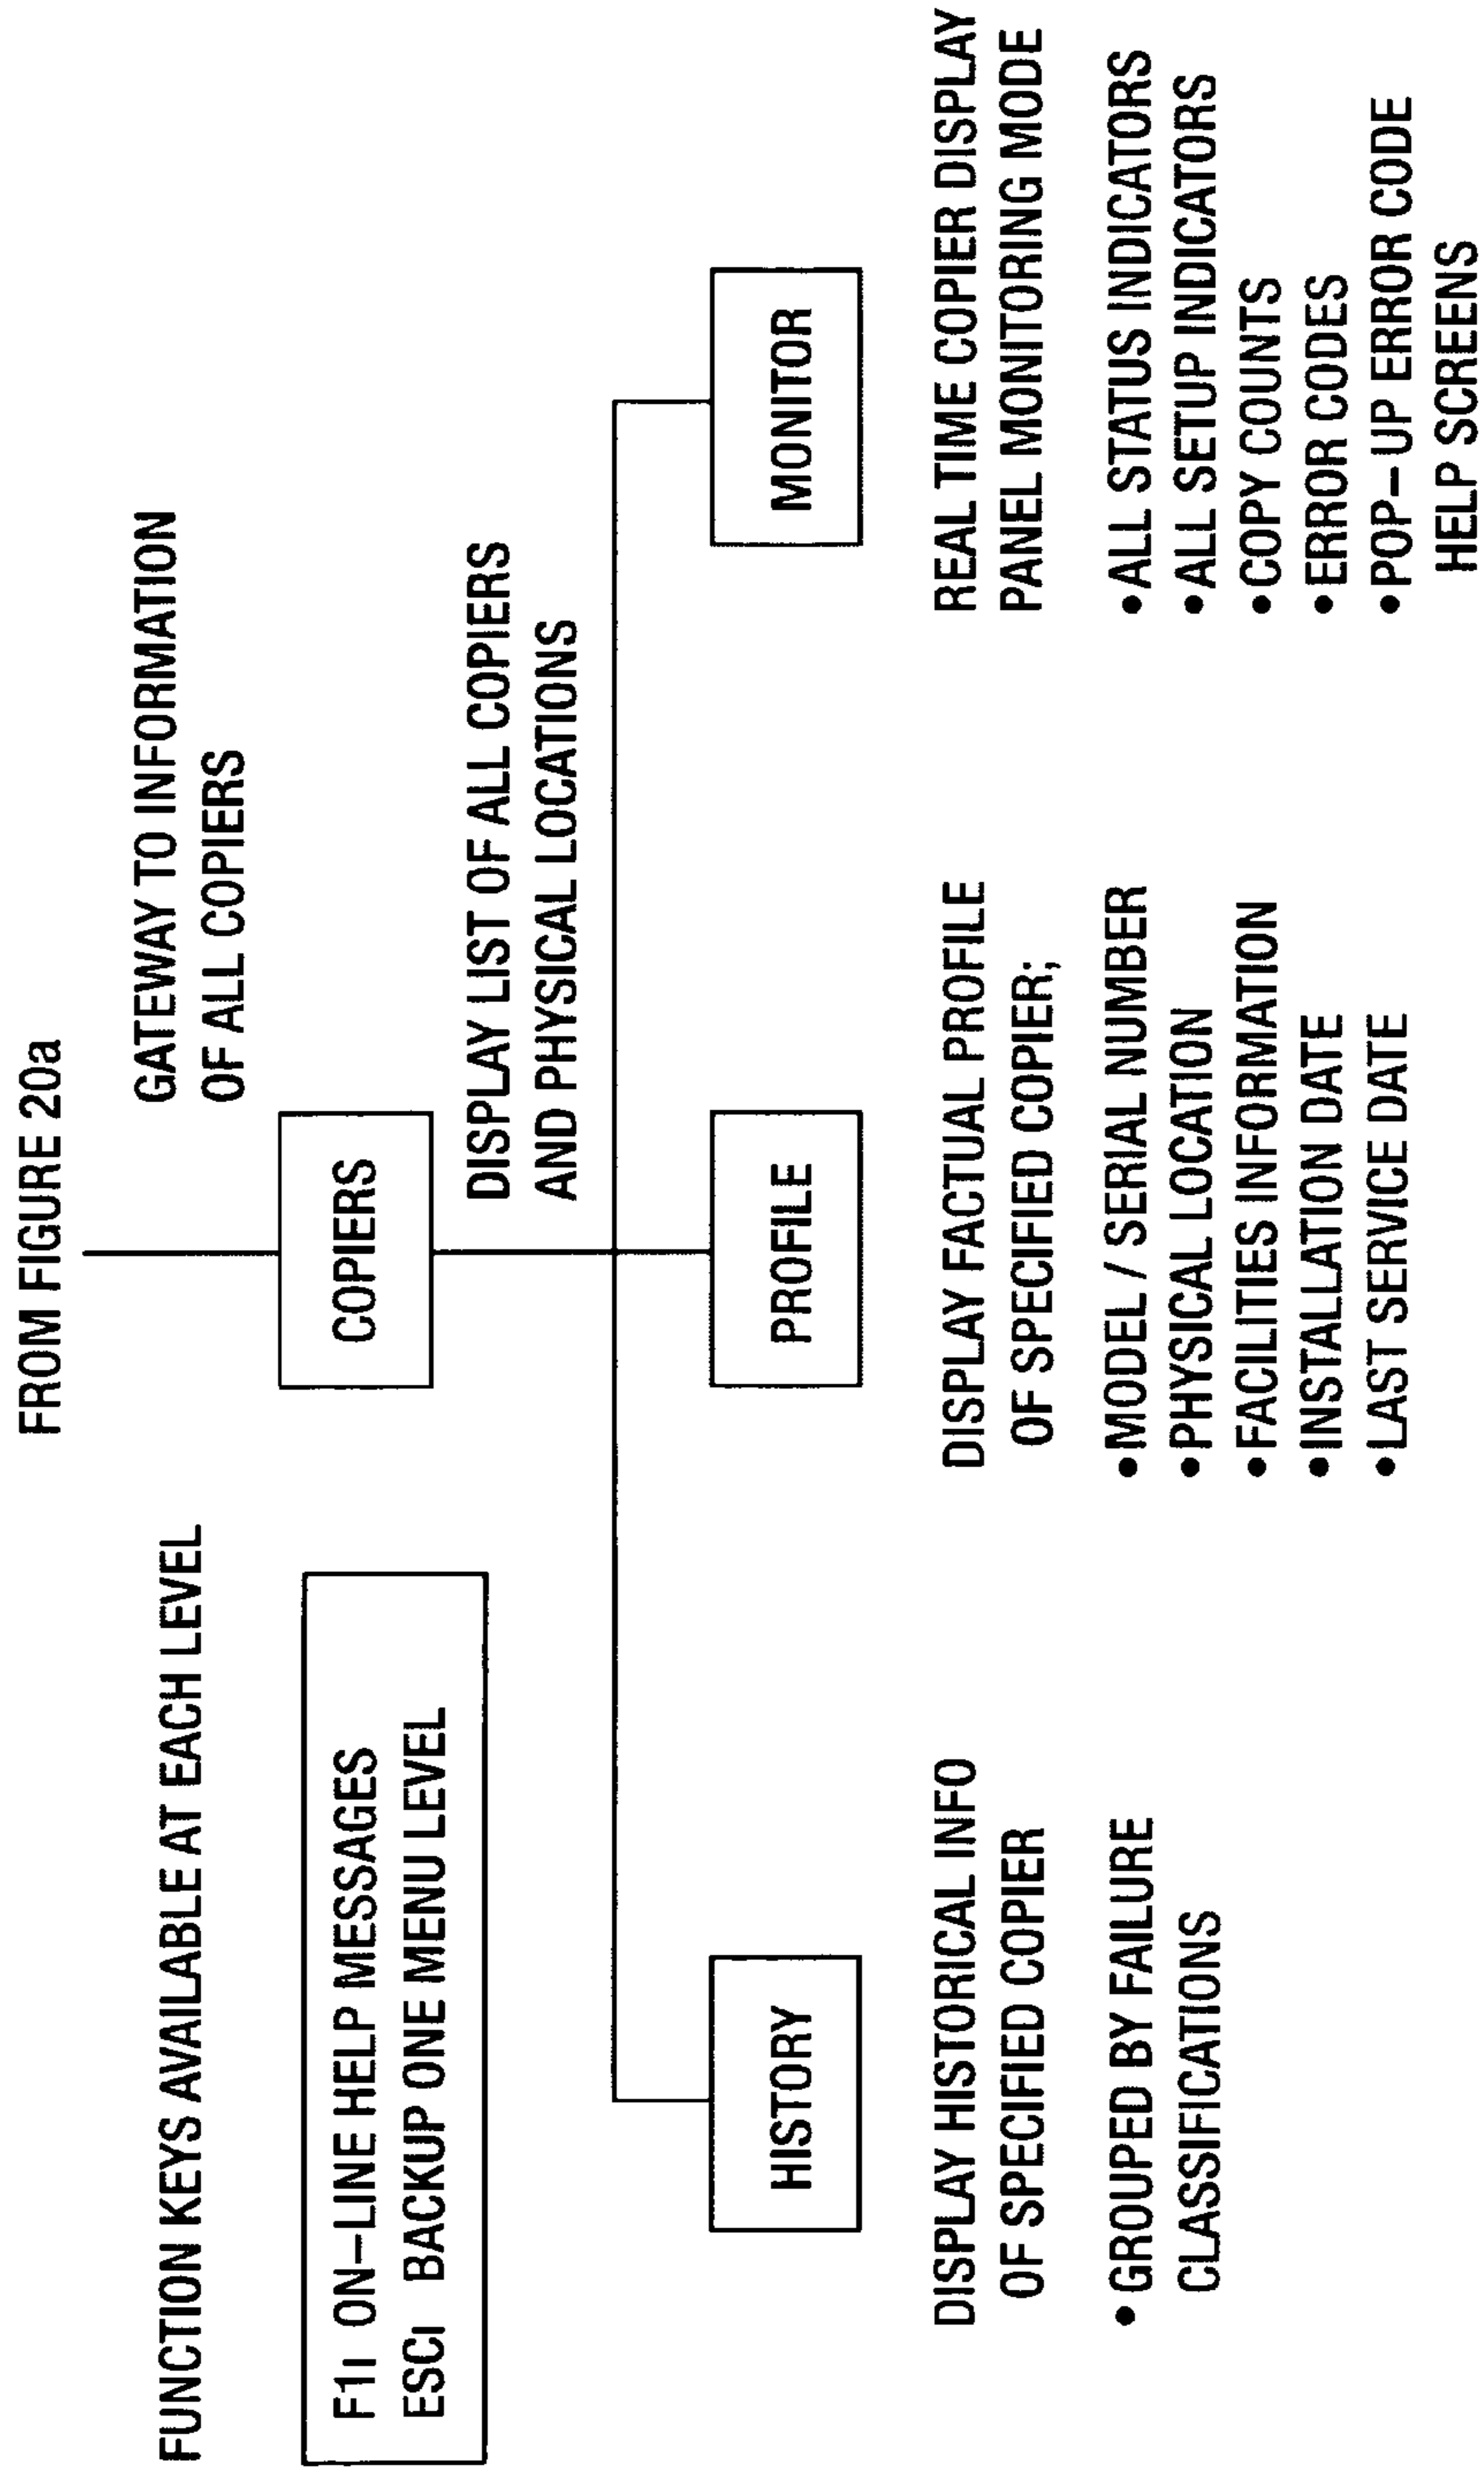 FROM FIGURE 20a
FUNCTION KEYS AVAILABLE AT EACH LEVEL
F1ı ON–LINE HELP MESSAGES
ESCı BACKUP ONE MENU LEVEL
GATEWAY TO INFORMATION
OF ALL COPIERS
COPIERS
DISPLAY LIST OF ALL COPIERS
AND PHYSICAL LOCATIONS
HISTORY
DISPLAY HISTORICAL INFO
OF SPECIFIED COPIER
• GROUPED BY FAILURE
CLASSIFICATIONS
PROFILE
DISPLAY FACTUAL PROFILE
OF SPECIFIED COPIER;
• MODEL / SERIAL NUMBER
• PHYSICAL LOCATION
• FACILITIES INFORMATION
• INSTALLATION DATE
• LAST SERVICE DATE
MONITOR
REAL TIME COPIER DISPLAY
PANEL MONITORING MODE
• ALL STATUS INDICATORS
• ALL SETUP INDICATORS
• COPY COUNTS
• ERROR CODES
• POP–UP ERROR CODE
HELP SCREENS